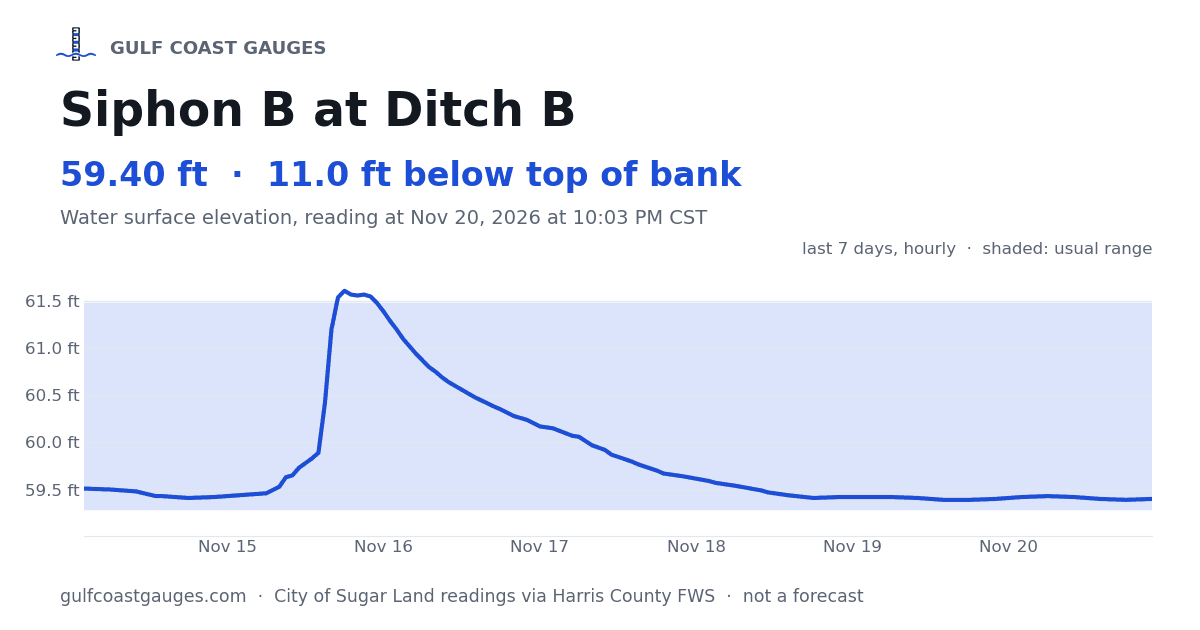 GULF COAST GAUGES
Siphon B at Ditch B
59.40 ft · 11.0 ft below top of bank
Water surface elevation, reading at Nov 20, 2026 at 10:03 PM CST
last 7 days, hourly · shaded: usual range
61.5 ft
61.0 ft
60.5 ft
60.0 ft
59.5 ft
Nov 15 Nov 16 Nov 17 Nov 18 Nov 19 Nov 20
gulfcoastgauges.com · City of Sugar Land readings via Harris County FWS · not a forecast